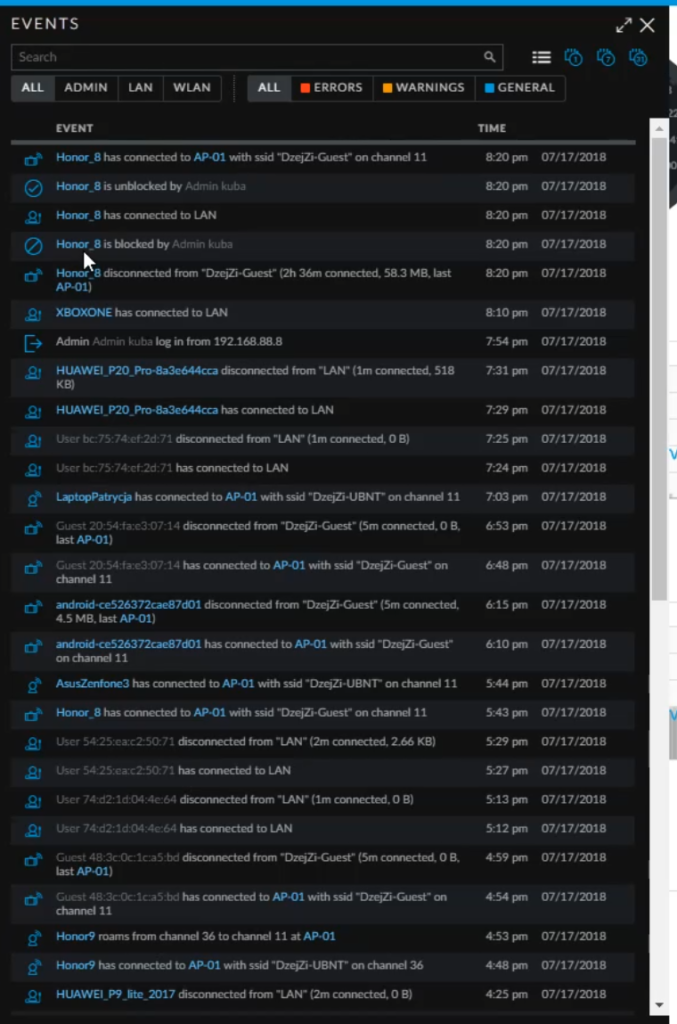 EVENTS
Search
1 7 31
ALL ADMIN LAN WLAN ALL ERRORS WARNINGS GENERAL
EVENT TIME
Honor_8 has connected to AP-01 with ssid "DzejZi-Guest" on channel 11 8:20 pm 07/17/2018
Honor_8 is unblocked by Admin kuba 8:20 pm 07/17/2018
Honor_8 has connected to LAN 8:20 pm 07/17/2018
Honor_8 is blocked by Admin kuba 8:20 pm 07/17/2018
Honor_8 disconnected from "DzejZi-Guest" (2h 36m connected, 58.3 MB, last 8:20 pm 07/17/2018
AP-01)
XBOXONE has connected to LAN 8:10 pm 07/17/2018
Admin Admin kuba log in from 192.168.88.8 7:54 pm 07/17/2018
HUAWEI_P20_Pro-8a3e644cca disconnected from "LAN" (1m connected, 518 7:31 pm 07/17/2018
KB)
HUAWEI_P20_Pro-8a3e644cca has connected to LAN 7:29 pm 07/17/2018
User bc:75:74:ef:2d:71 disconnected from "LAN" (1m connected, 0 B) 7:25 pm 07/17/2018
User bc:75:74:ef:2d:71 has connected to LAN 7:24 pm 07/17/2018
LaptopPatrycja has connected to AP-01 with ssid "DzejZi-UBNT" on channel 11 7:03 pm 07/17/2018
Guest 20:54:fa:e3:07:14 disconnected from "DzejZi-Guest" (5m connected, 0 B, 6:53 pm 07/17/2018
last AP-01)
Guest 20:54:fa:e3:07:14 has connected to AP-01 with ssid "DzejZi-Guest" on 6:48 pm 07/17/2018
channel 11
android-ce526372cae87d01 disconnected from "DzejZi-Guest" (5m connected, 6:15 pm 07/17/2018
4.5 MB, last AP-01)
android-ce526372cae87d01 has connected to AP-01 with ssid "DzejZi-Guest" 6:10 pm 07/17/2018
on channel 11
AsusZenfone3 has connected to AP-01 with ssid "DzejZi-UBNT" on channel 11 5:44 pm 07/17/2018
Honor_8 has connected to AP-01 with ssid "DzejZi-Guest" on channel 11 5:43 pm 07/17/2018
User 54:25:ea:c2:50:71 disconnected from "LAN" (2m connected, 2.66 KB) 5:29 pm 07/17/2018
User 54:25:ea:c2:50:71 has connected to LAN 5:27 pm 07/17/2018
User 74:d2:1d:04:4e:64 disconnected from "LAN" (1m connected, 0 B) 5:13 pm 07/17/2018
User 74:d2:1d:04:4e:64 has connected to LAN 5:12 pm 07/17/2018
Guest 48:3c:0c:1c:a5:bd disconnected from "DzejZi-Guest" (5m connected, 0 B, 4:59 pm 07/17/2018
last AP-01)
Guest 48:3c:0c:1c:a5:bd has connected to AP-01 with ssid "DzejZi-Guest" on 4:54 pm 07/17/2018
channel 11
Honor9 roams from channel 36 to channel 11 at AP-01 4:53 pm 07/17/2018
Honor9 has connected to AP-01 with ssid "DzejZi-UBNT" on channel 36 4:48 pm 07/17/2018
HUAWEI_P9_lite_2017 disconnected from "LAN" (2m connected, 0 B) 4:25 pm 07/17/2018